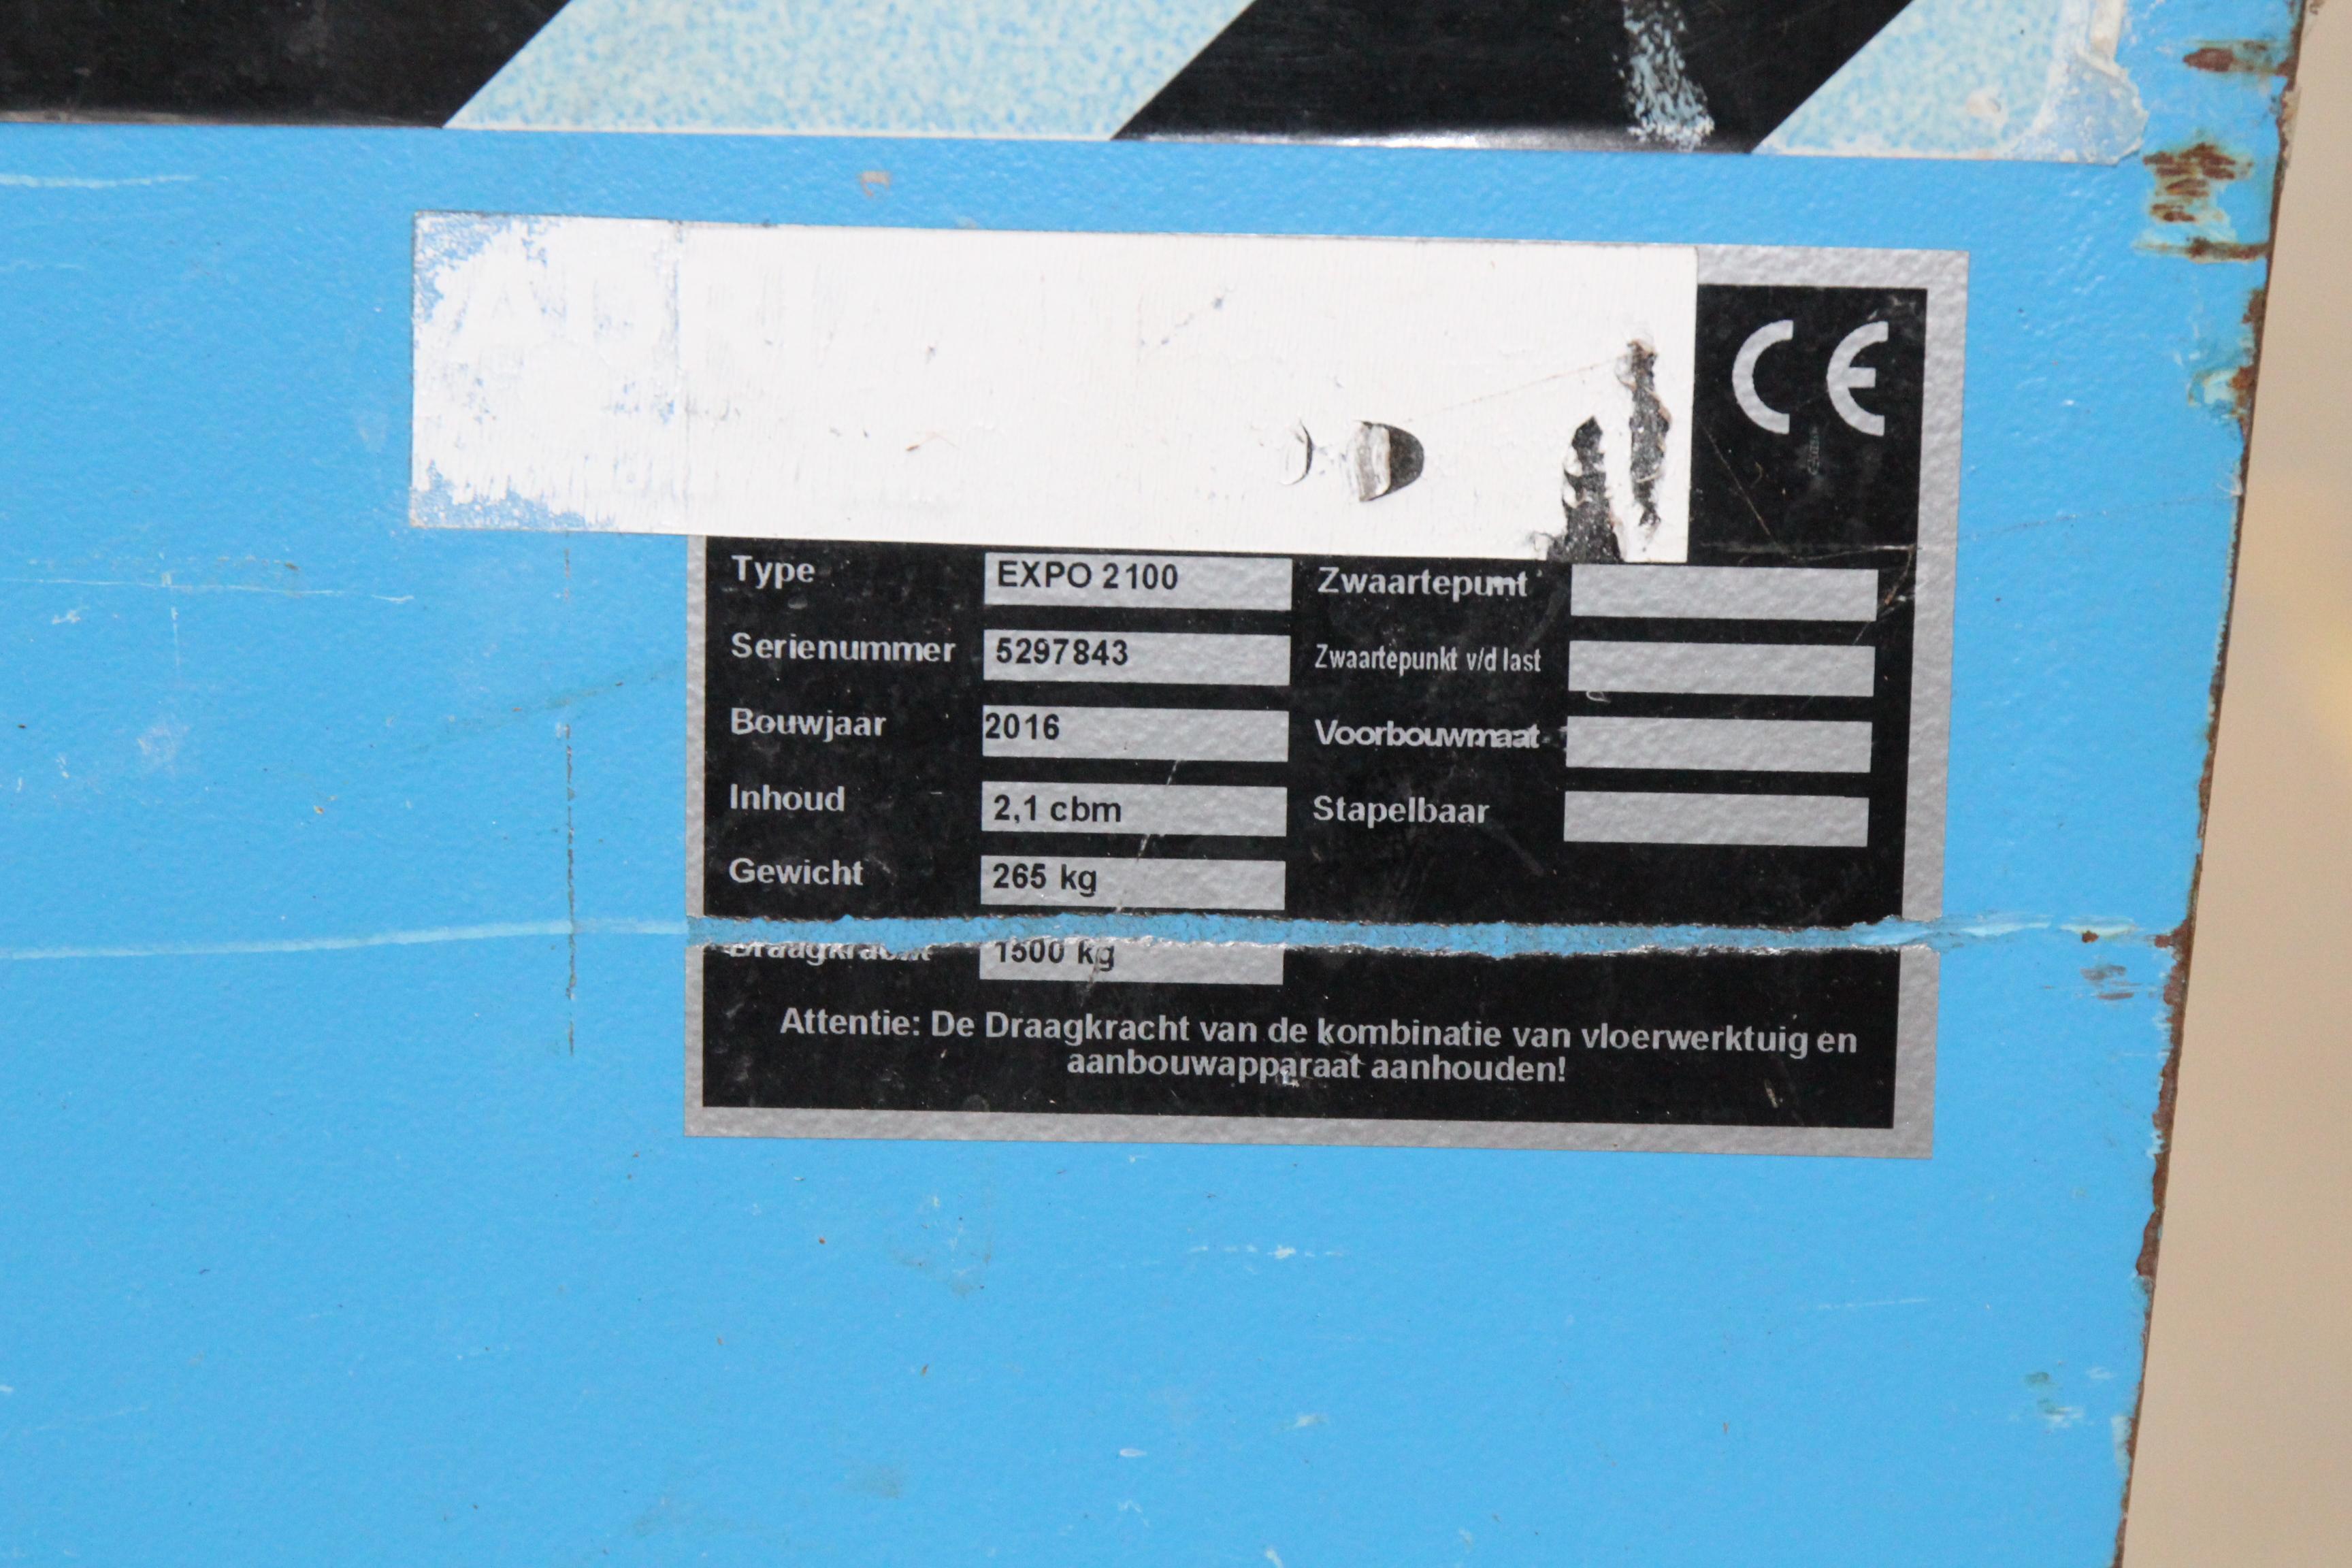 CE
Type EXPO 2100 Zwaartepunt
Serienummer 5297843 Zwaartepunkt v/d last
Bouwjaar 2016 Voorbouwmaat
Inhoud 2,1 cbm Stapelbaar
Gewicht 265 kg
Draagkracht 1500 kg
Attentie: De Draagkracht van de kombinatie van vloerwerktuig en
aanbouwapparaat aanhouden!